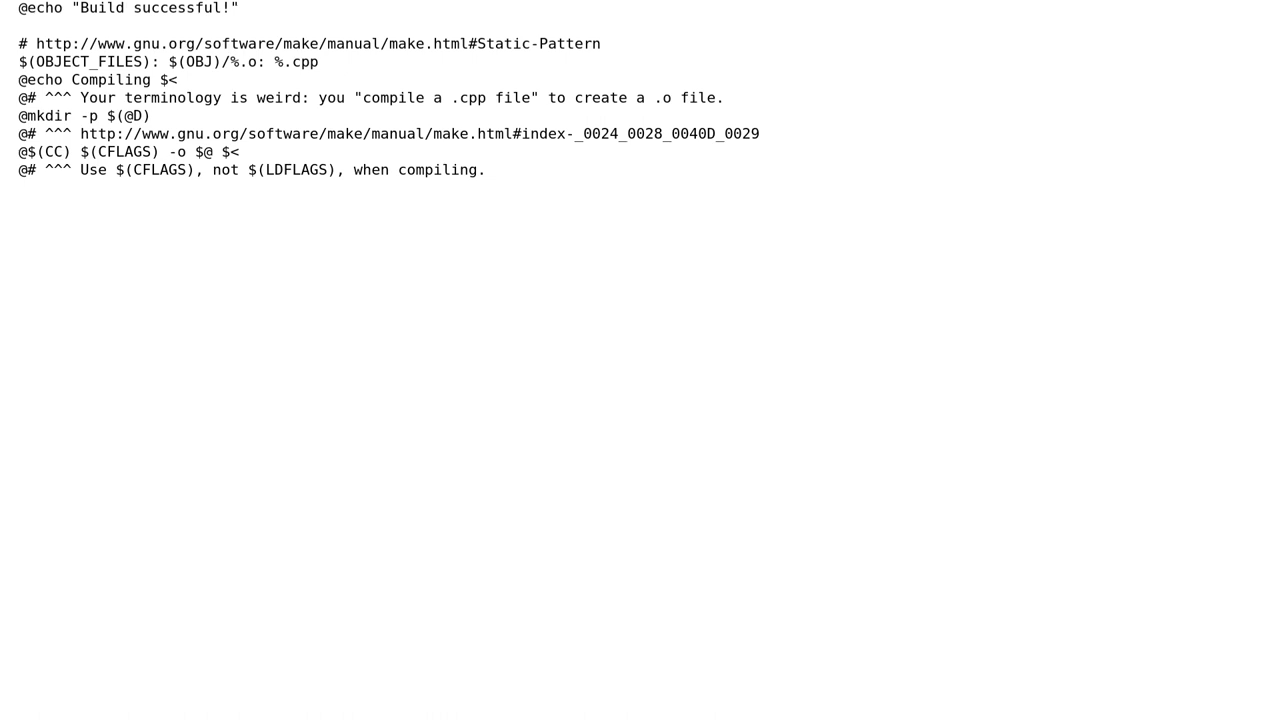 @echo "Build successful!"

# http://www.gnu.org/software/make/manual/make.html#Static-Pattern
$(OBJECT_FILES): $(OBJ)/%.o: %.cpp
@echo Compiling $<
@# ^^^ Your terminology is weird: you "compile a .cpp file" to create a .o file.
@mkdir -p $(@D)
@# ^^^ http://www.gnu.org/software/make/manual/make.html#index-_0024_0028_0040D_0029
@$(CC) $(CFLAGS) -o $@ $<
@# ^^^ Use $(CFLAGS), not $(LDFLAGS), when compiling.